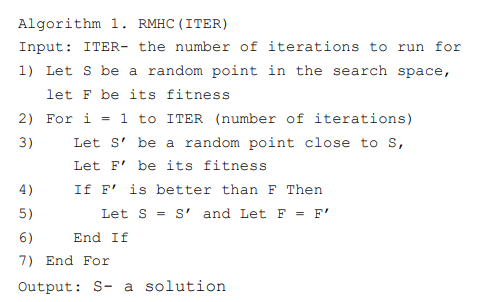 Algorithm 1. RMHC(ITER)
Input: ITER- the number of iterations to run for
1) Let S be a random point in the search space,
let F be its fitness
2) For i = 1 to ITER (number of iterations)
3) Let S′ be a random point close to S,
Let F′ be its fitness
4) If F′ is better than F Then
5) Let S = S′ and Let F = F′
6) End If
7) End For
Output: S- a solution